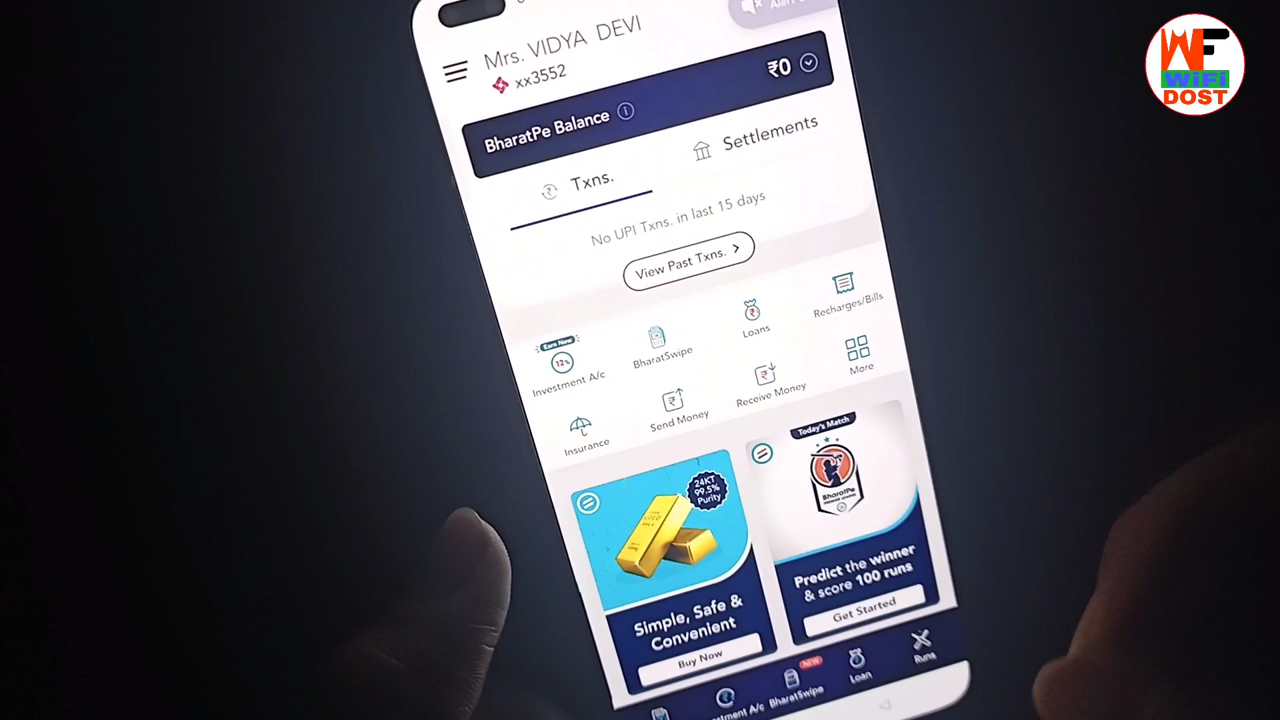 Mrs. VIDYA DEVI
xx3552
WF
WiFi
DOST
BharatPe Balance
₹0
Txns.
Settlements
No UPI Txns. in last 15 days
View Past Txns.
Earn Now
12%
Investment A/c
BharatSwipe
Loans
Recharges/Bills
Insurance
Send Money
Receive Money
More
24KT
99.5%
Purity
GOLD
Simple, Safe &
Convenient
Buy Now
Today's Match
BharatPe
Predict the winner
& score 100 runs
Get Started
NEW
BharatSwipe
Loan
Runs